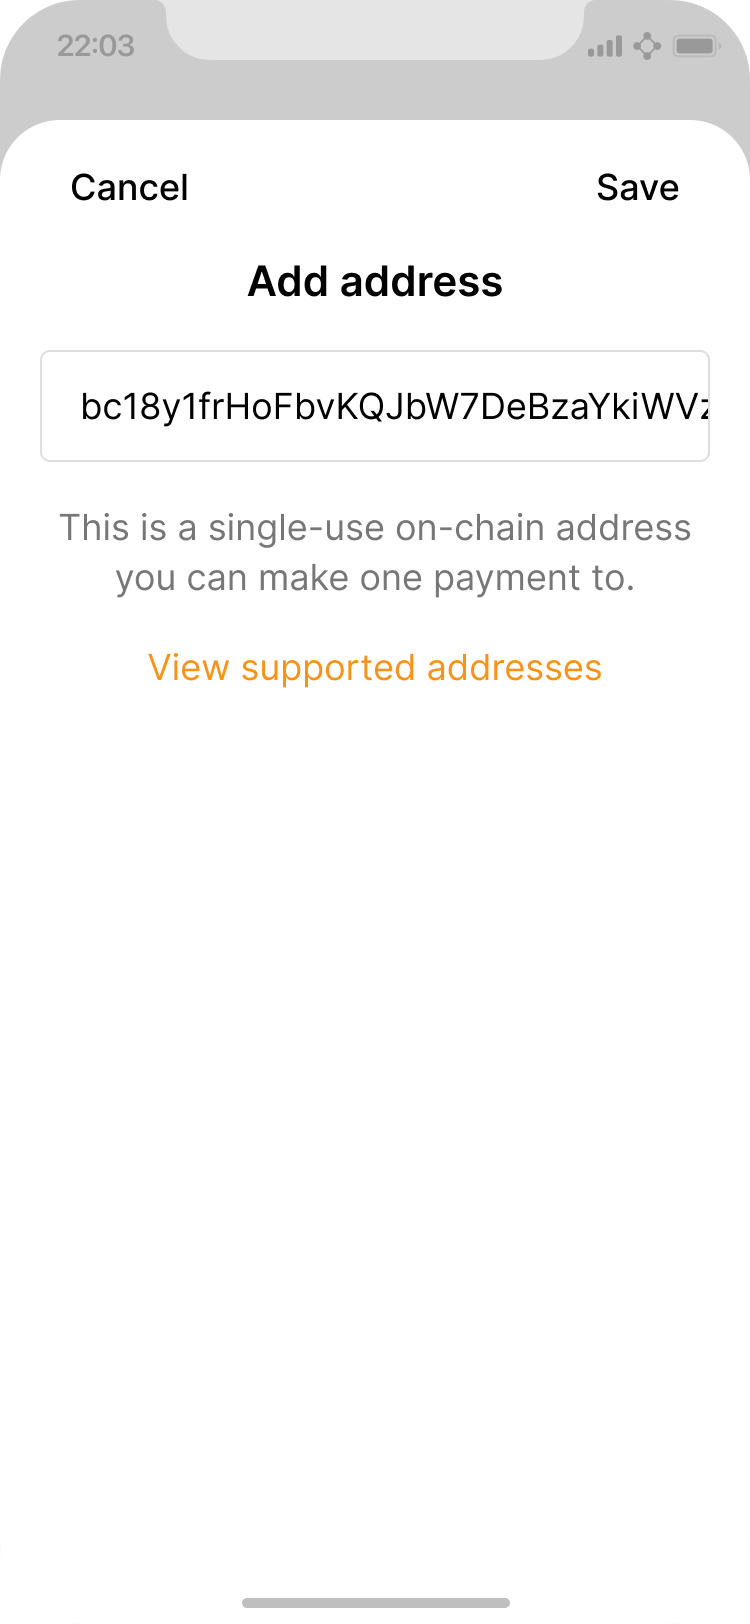 22:03
Cancel
Save
Add address
bc18y1frHoFbvKQJbW7DeBzaYkiWVz
This is a single-use on-chain address
you can make one payment to.
View supported addresses